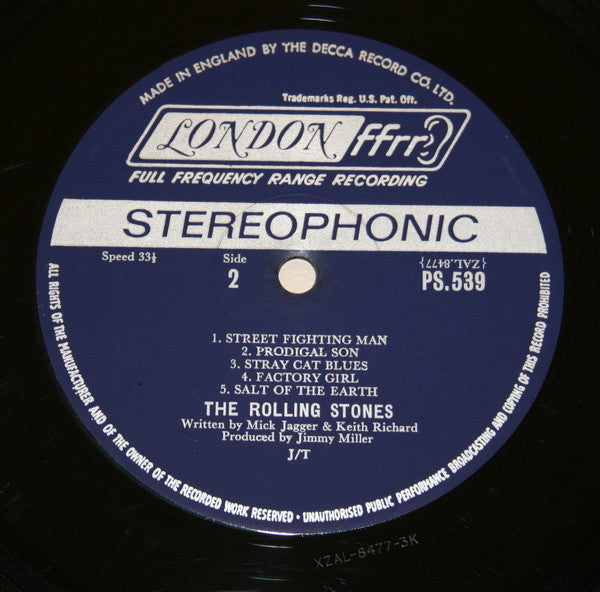 MADE IN ENGLAND BY THE DECCA RECORD CO. LTD.
Trademarks Reg. U.S. Pat. Off.
LONDON ffrr
FULL FREQUENCY RANGE RECORDING
STEREOPHONIC
Speed 33⅓
Side
2
{ZAL.8477}
PS.539
1. STREET FIGHTING MAN
2. PRODIGAL SON
3. STRAY CAT BLUES
4. FACTORY GIRL
5. SALT OF THE EARTH
THE ROLLING STONES
Written by Mick Jagger & Keith Richard
Produced by Jimmy Miller
J/T
ALL RIGHTS OF THE MANUFACTURER AND OF THE OWNER OF THE RECORDED WORK RESERVED · UNAUTHORISED PUBLIC PERFORMANCE BROADCASTING AND COPYING OF THIS RECORD PROHIBITED
XZAL-8477-3K